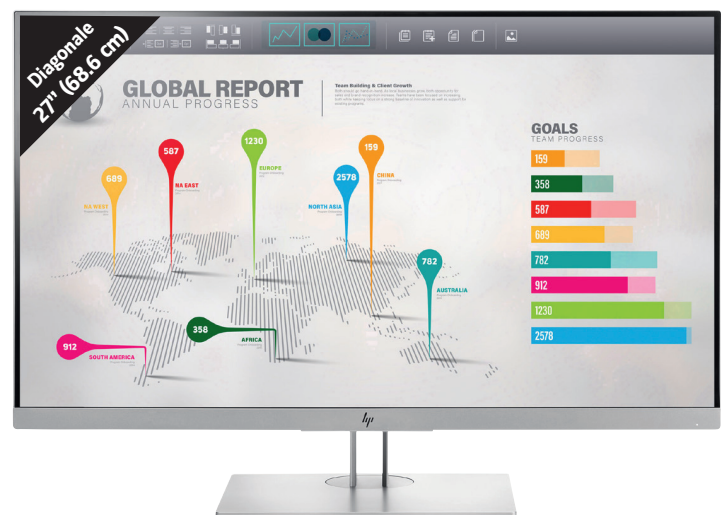 Diagonale
27" (68.6 cm)
GLOBAL REPORT
ANNUAL PROGRESS
Team Building & Client Growth
GOALS
TEAM PROGRESS
159
358
587
689
782
912
1230
2578
689
NA WEST
587
NA EAST
1230
EUROPE
2578
NORTH ASIA
159
CHINA
782
AUSTRALIA
912
SOUTH AMERICA
358
AFRICA
hp